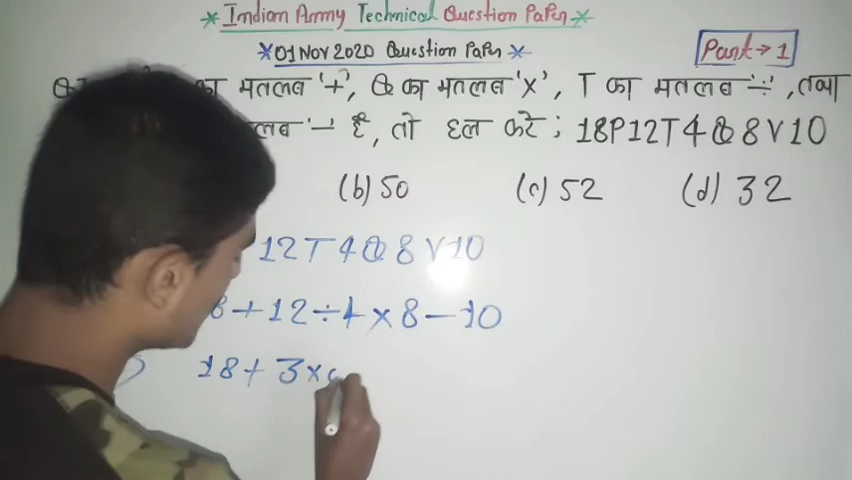 *Indian Army Technical Question Paper*
*01 NOV 2020 Question Paper* Part → 1
का मतलब '+', Q का मतलब 'x', T का मतलब '÷', तथा
'−' है, तो हल करे : 18P12T4Q8V10
(b) 50 (c) 52 (d) 32
12T4Q8V10
8+12÷4×8−10
18+3×